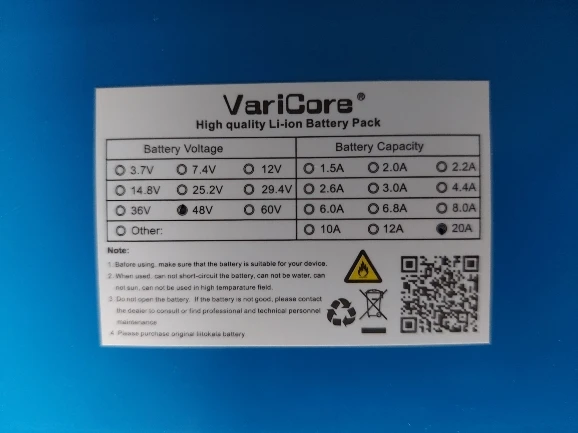 VariCore®
High quality Li-ion Battery Pack
Battery Voltage Battery Capacity
3.7V 7.4V 12V 1.5A 2.0A 2.2A
14.8V 25.2V 29.4V 2.6A 3.0A 4.4A
36V 48V 60V 6.0A 6.8A 8.0A
Other: 10A 12A 20A
Note:
1. Before using, make sure that the battery is suitable for your device.
2. When used, can not short-circuit the battery, can not be water, can
not sun, can not be used in high temparature field.
3. Do not open the battery. If the battery is not good, please contact
the dealer to consult or find professional and technical personnel
maintenance
4. Please purchase original liitokala battery